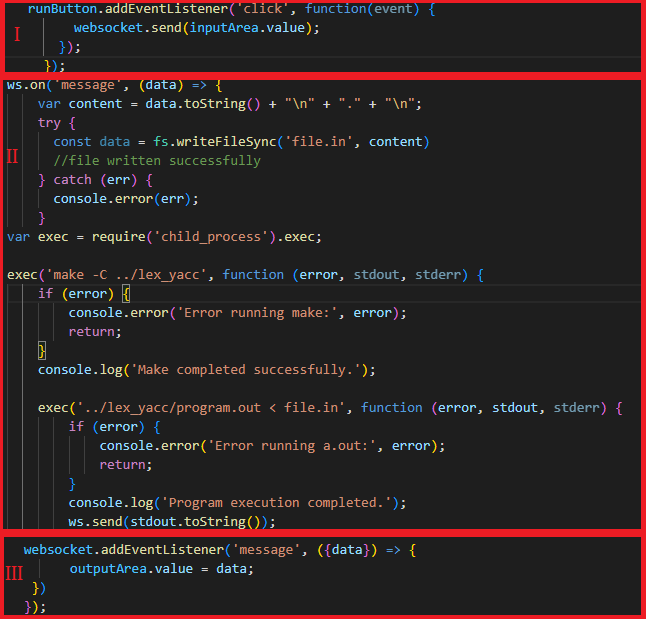 runButton.addEventListener('click', function(event) {
I
websocket.send(inputArea.value);
});
});
ws.on('message', (data) => {
var content = data.toString() + "\n" + "." + "\n";
try {
II
const data = fs.writeFileSync('file.in', content)
//file written successfully
} catch (err) {
console.error(err);
}
var exec = require('child_process').exec;
exec('make -C ../lex_yacc', function (error, stdout, stderr) {
if (error) {
console.error('Error running make:', error);
return;
}
console.log('Make completed successfully.');
exec('../lex_yacc/program.out < file.in', function (error, stdout, stderr) {
if (error) {
console.error('Error running a.out:', error);
return;
}
console.log('Program execution completed.');
ws.send(stdout.toString());
websocket.addEventListener('message', ({data}) => {
III
outputArea.value = data;
})
});